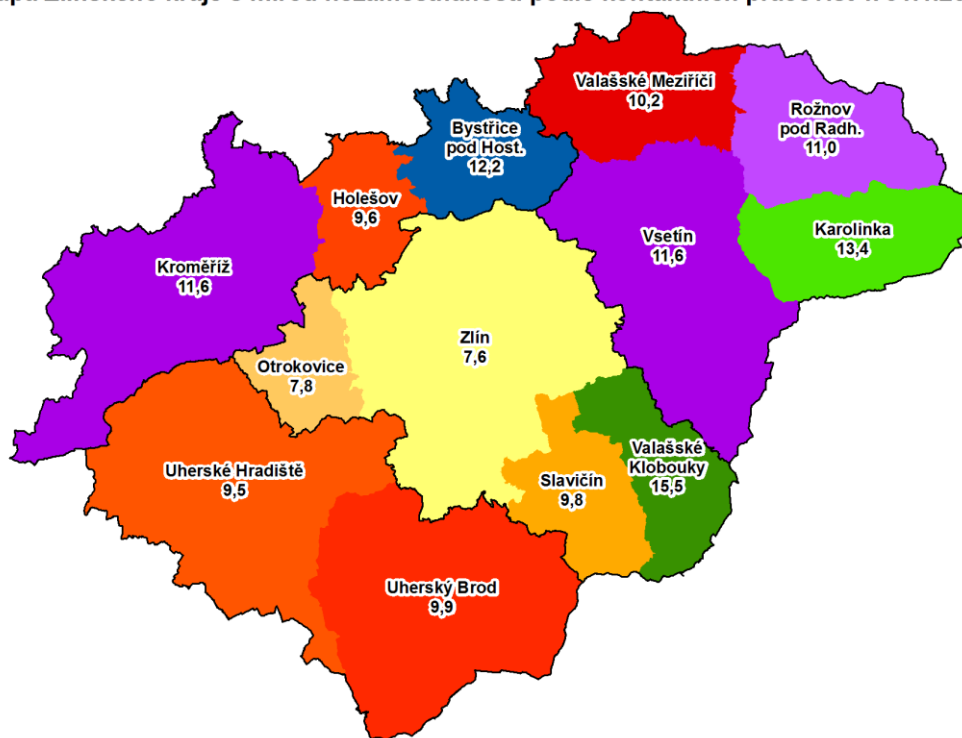 Valašské Meziříčí
10,2
Rožnov
pod Radh.
11,0
Bystřice
pod Host.
12,2
Holešov
9,6
Karolinka
13,4
Vsetín
11,6
Kroměříž
11,6
Zlín
7,6
Otrokovice
7,8
Valašské
Klobouky
15,5
Uherské Hradiště
9,5
Slavičín
9,8
Uherský Brod
9,9